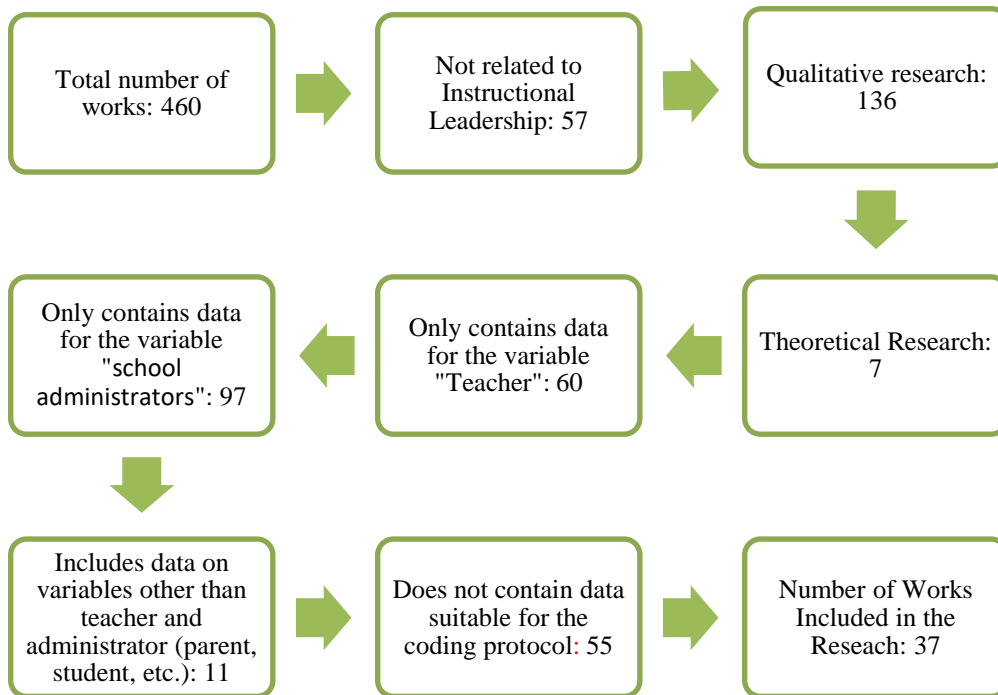 Total number of
works: 460
Not related to
Instructional
Leadership: 57
Qualitative research:
136
Theoretical Research:
7
Only contains data
for the variable
"Teacher": 60
Only contains data
for the variable
"school
administrators": 97
Includes data on
variables other than
teacher and
administrator (parent,
student, etc.): 11
Does not contain data
suitable for the
coding protocol: 55
Number of Works
Included in the
Reseach: 37